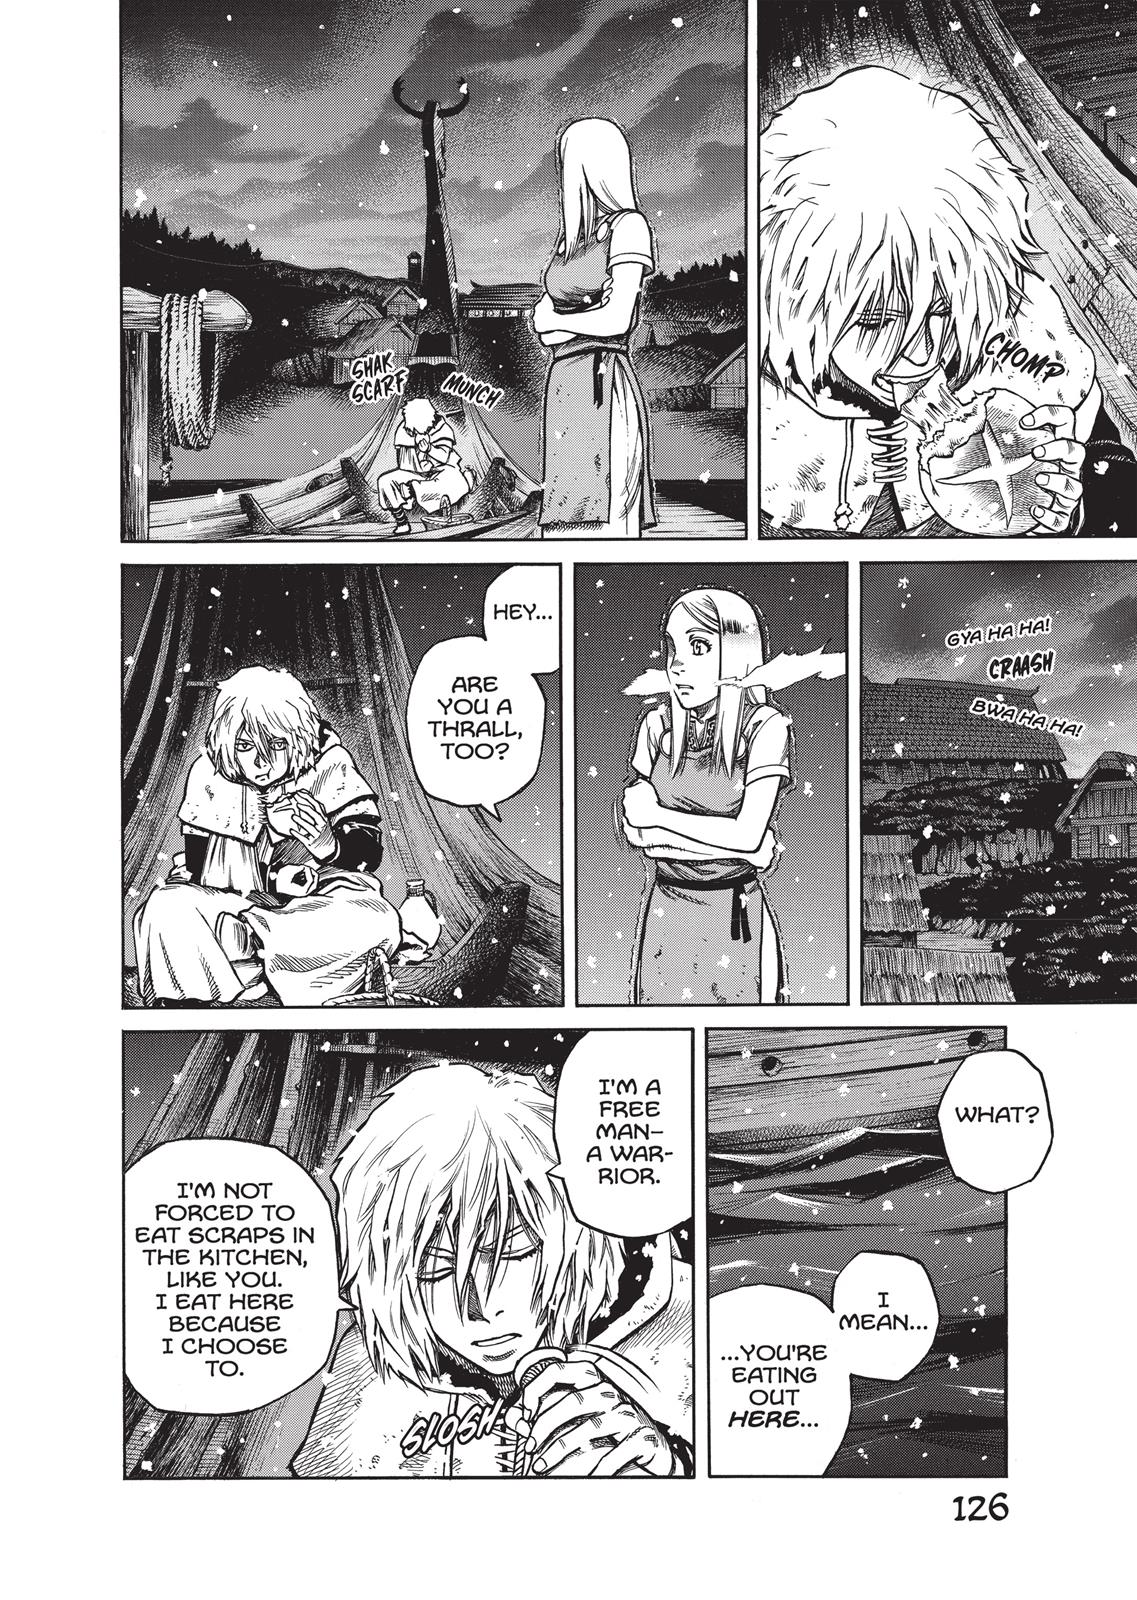 CHOMP
SHAK
SCARF
MUNCH
GYA HA HA!
CRAASH
BWA HA HA!
HEY...
ARE
YOU A
THRALL,
TOO?
WHAT?
I
MEAN...
...YOU'RE
EATING
OUT
HERE...
I'M A
FREE
MAN–
A WAR-
RIOR.
I'M NOT
FORCED TO
EAT SCRAPS IN
THE KITCHEN,
LIKE YOU.
I EAT HERE
BECAUSE
I CHOOSE
TO.
SLOSH
126